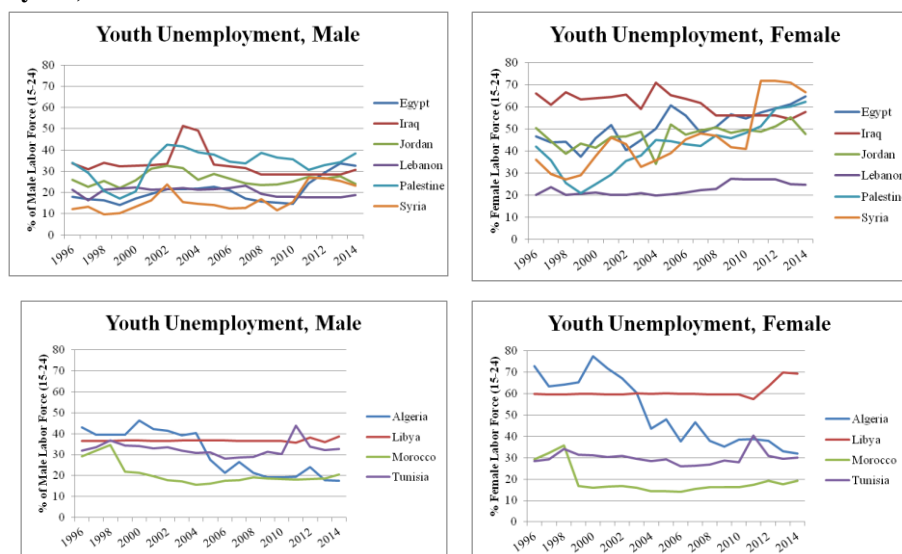 Youth Unemployment, Male
% of Male Labor Force (15-24)
80
70
60
50
40
30
20
10
0
1996
1998
2000
2002
2004
2006
2008
2010
2012
2014
Egypt
Iraq
Jordan
Lebanon
Palestine
Syria
Youth Unemployment, Female
% Female Labor Force (15-24)
80
70
60
50
40
30
20
10
0
1996
1998
2000
2002
2004
2006
2008
2010
2012
2014
Egypt
Iraq
Jordan
Lebanon
Palestine
Syria
Youth Unemployment, Male
% of Male Labor Force (15-24)
80
70
60
50
40
30
20
10
0
1996
1998
2000
2002
2004
2006
2008
2010
2012
2014
Algeria
Libya
Morocco
Tunisia
Youth Unemployment, Female
% Female Labor Force (15-24)
80
70
60
50
40
30
20
10
0
1996
1998
2000
2002
2004
2006
2008
2010
2012
2014
Algeria
Libya
Morocco
Tunisia